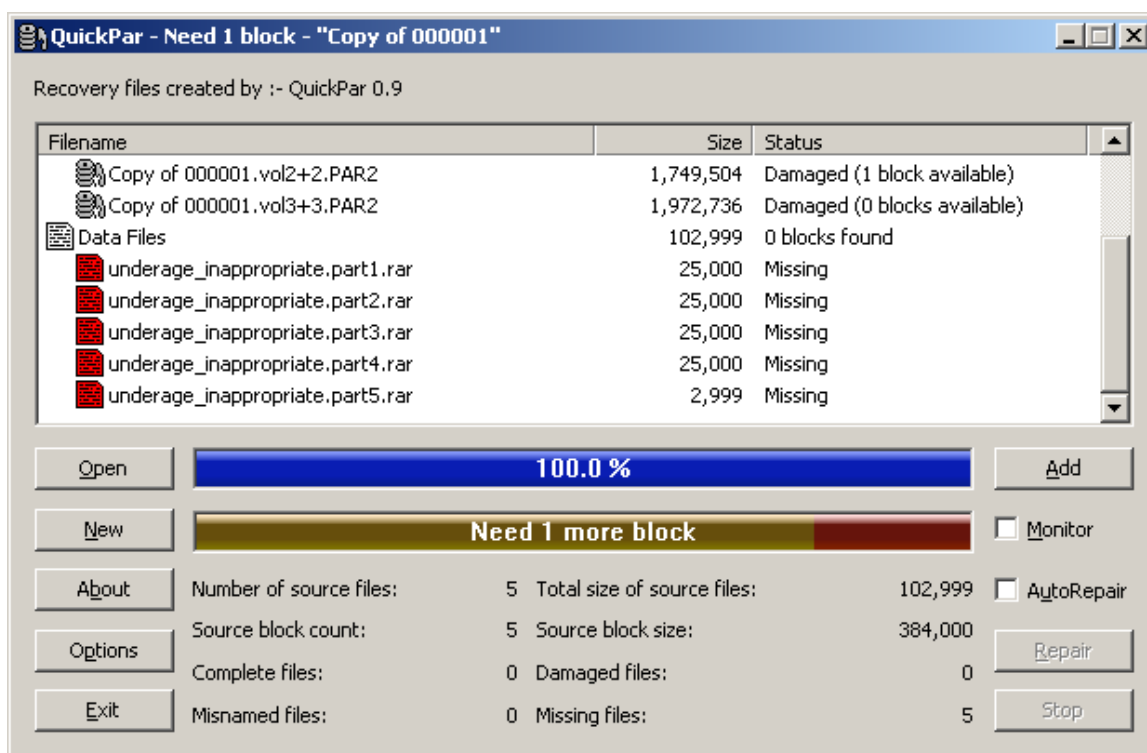 QuickPar - Need 1 block - "Copy of 000001"
Recovery files created by :- QuickPar 0.9
Filename Size Status
Copy of 000001.vol2+2.PAR2 1,749,504 Damaged (1 block available)
Copy of 000001.vol3+3.PAR2 1,972,736 Damaged (0 blocks available)
Data Files 102,999 0 blocks found
underage_inappropriate.part1.rar 25,000 Missing
underage_inappropriate.part2.rar 25,000 Missing
underage_inappropriate.part3.rar 25,000 Missing
underage_inappropriate.part4.rar 25,000 Missing
underage_inappropriate.part5.rar 2,999 Missing
Open 100.0 % Add
New Need 1 more block Monitor
About Number of source files: 5 Total size of source files: 102,999 AutoRepair
Source block count: 5 Source block size: 384,000
Options Repair
Complete files: 0 Damaged files: 0
Exit Misnamed files: 0 Missing files: 5 Stop